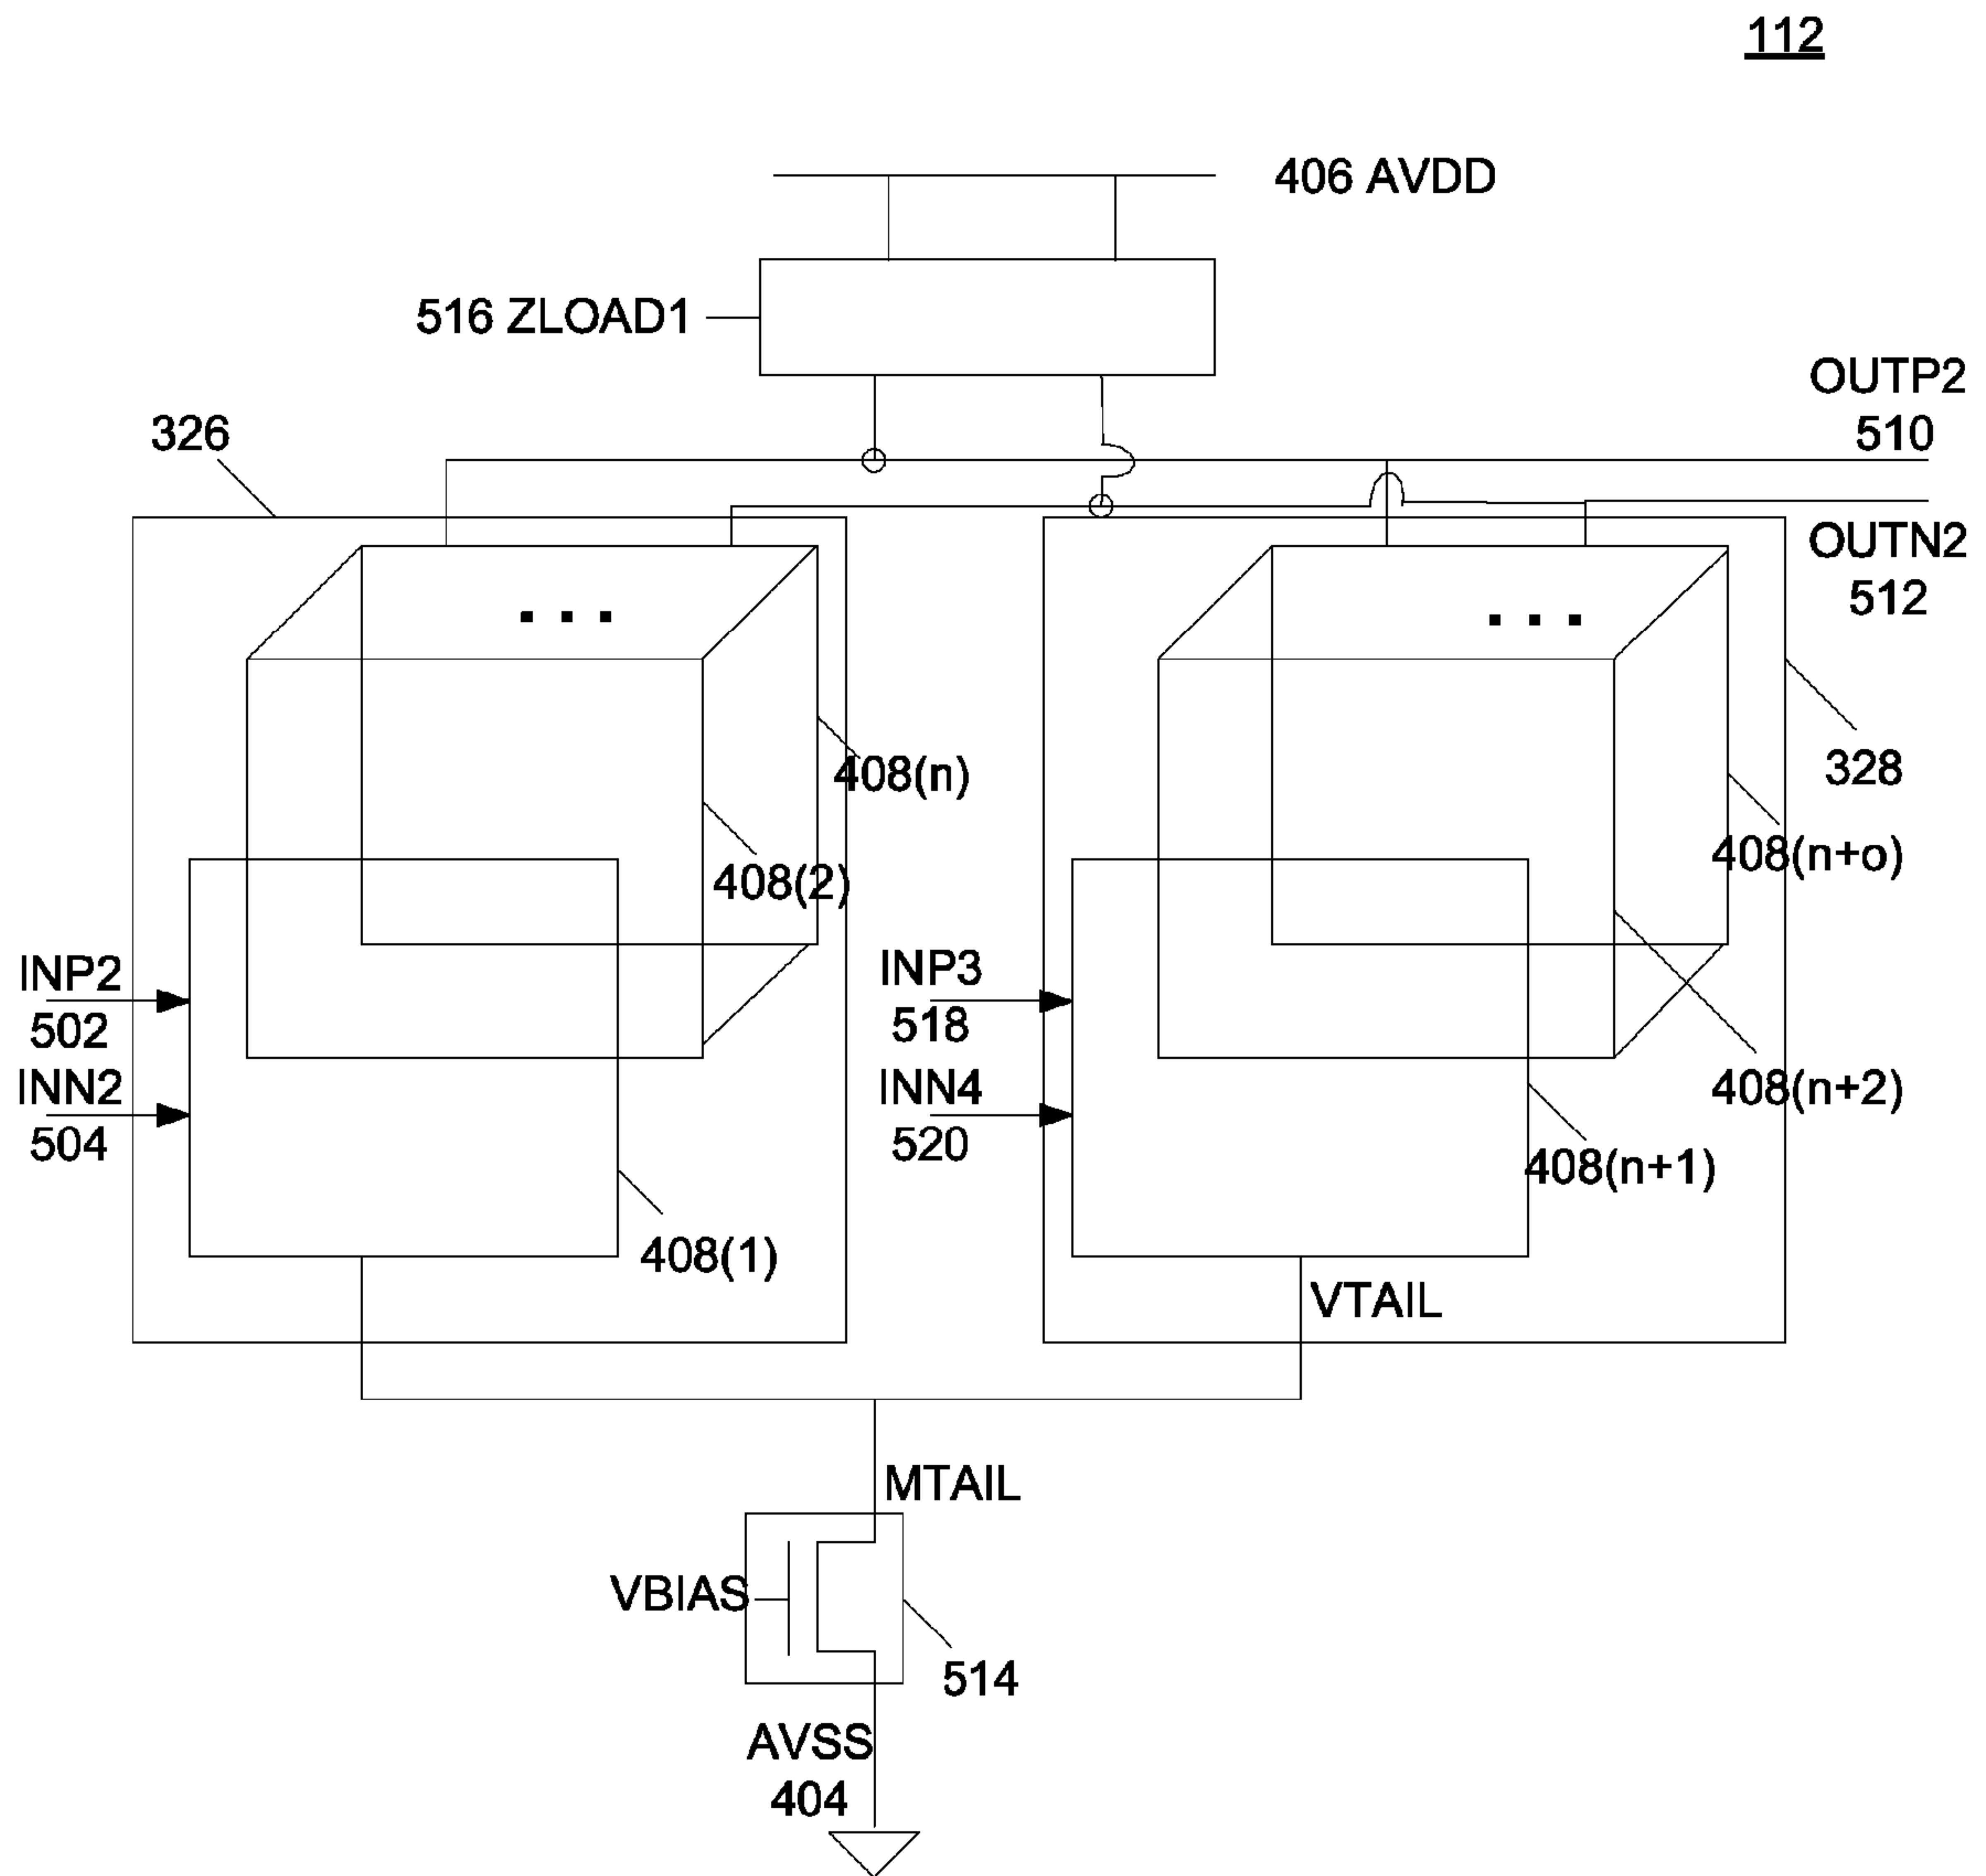 112
406 AVDD
516 ZLOAD1
OUTP2
510
326
OUTN2
512
408(n)
328
408(2)
408(n+o)
INP2
502
INP3
518
INN2
504
INN4
520
408(n+2)
408(n+1)
408(1)
VTAIL
MTAIL
VBIAS
514
AVSS
404